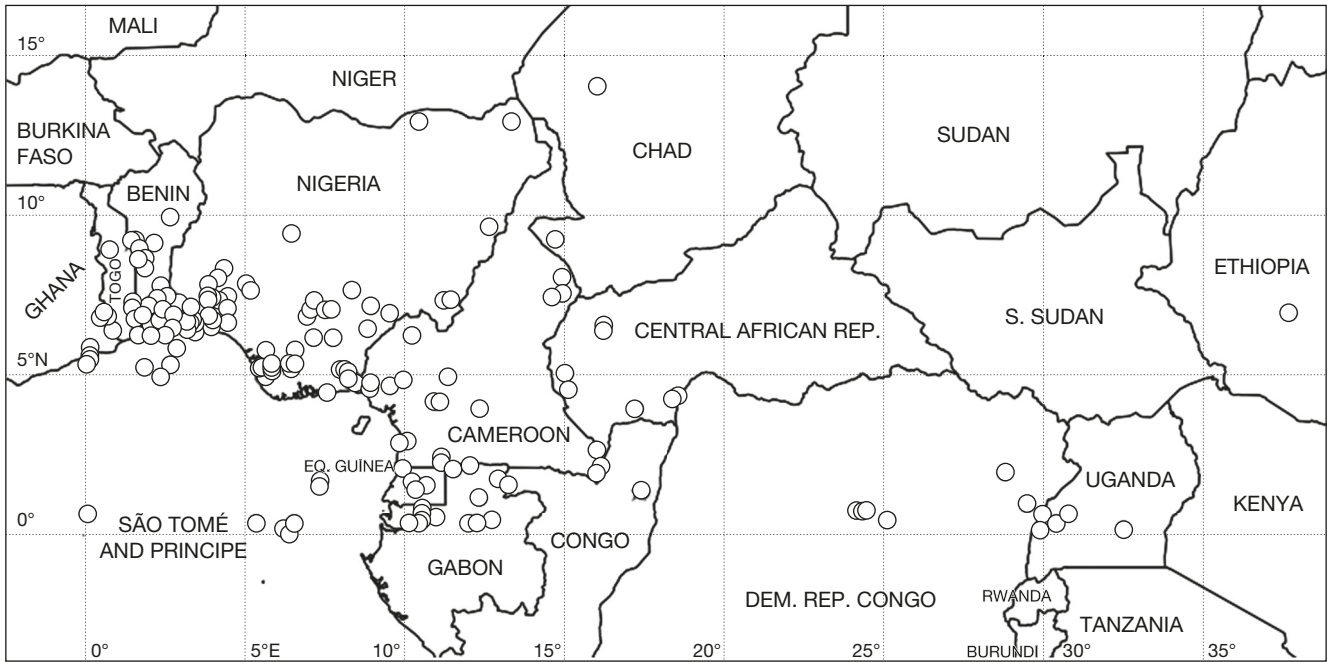 MALI
15°
NIGER
BURKINA
FASO
CHAD
SUDAN
BENIN
NIGERIA
10°
GHANA
TOGO
ETHIOPIA
CENTRAL AFRICAN REP.
S. SUDAN
5°N
CAMEROON
EQ. GUÏNEA
UGANDA
KENYA
0°
SÃO TOMÉ
AND PRINCIPE
CONGO
GABON
DEM. REP. CONGO
RWANDA
TANZANIA
BURUNDI
0°
5°E
10°
15°
20°
25°
30°
35°